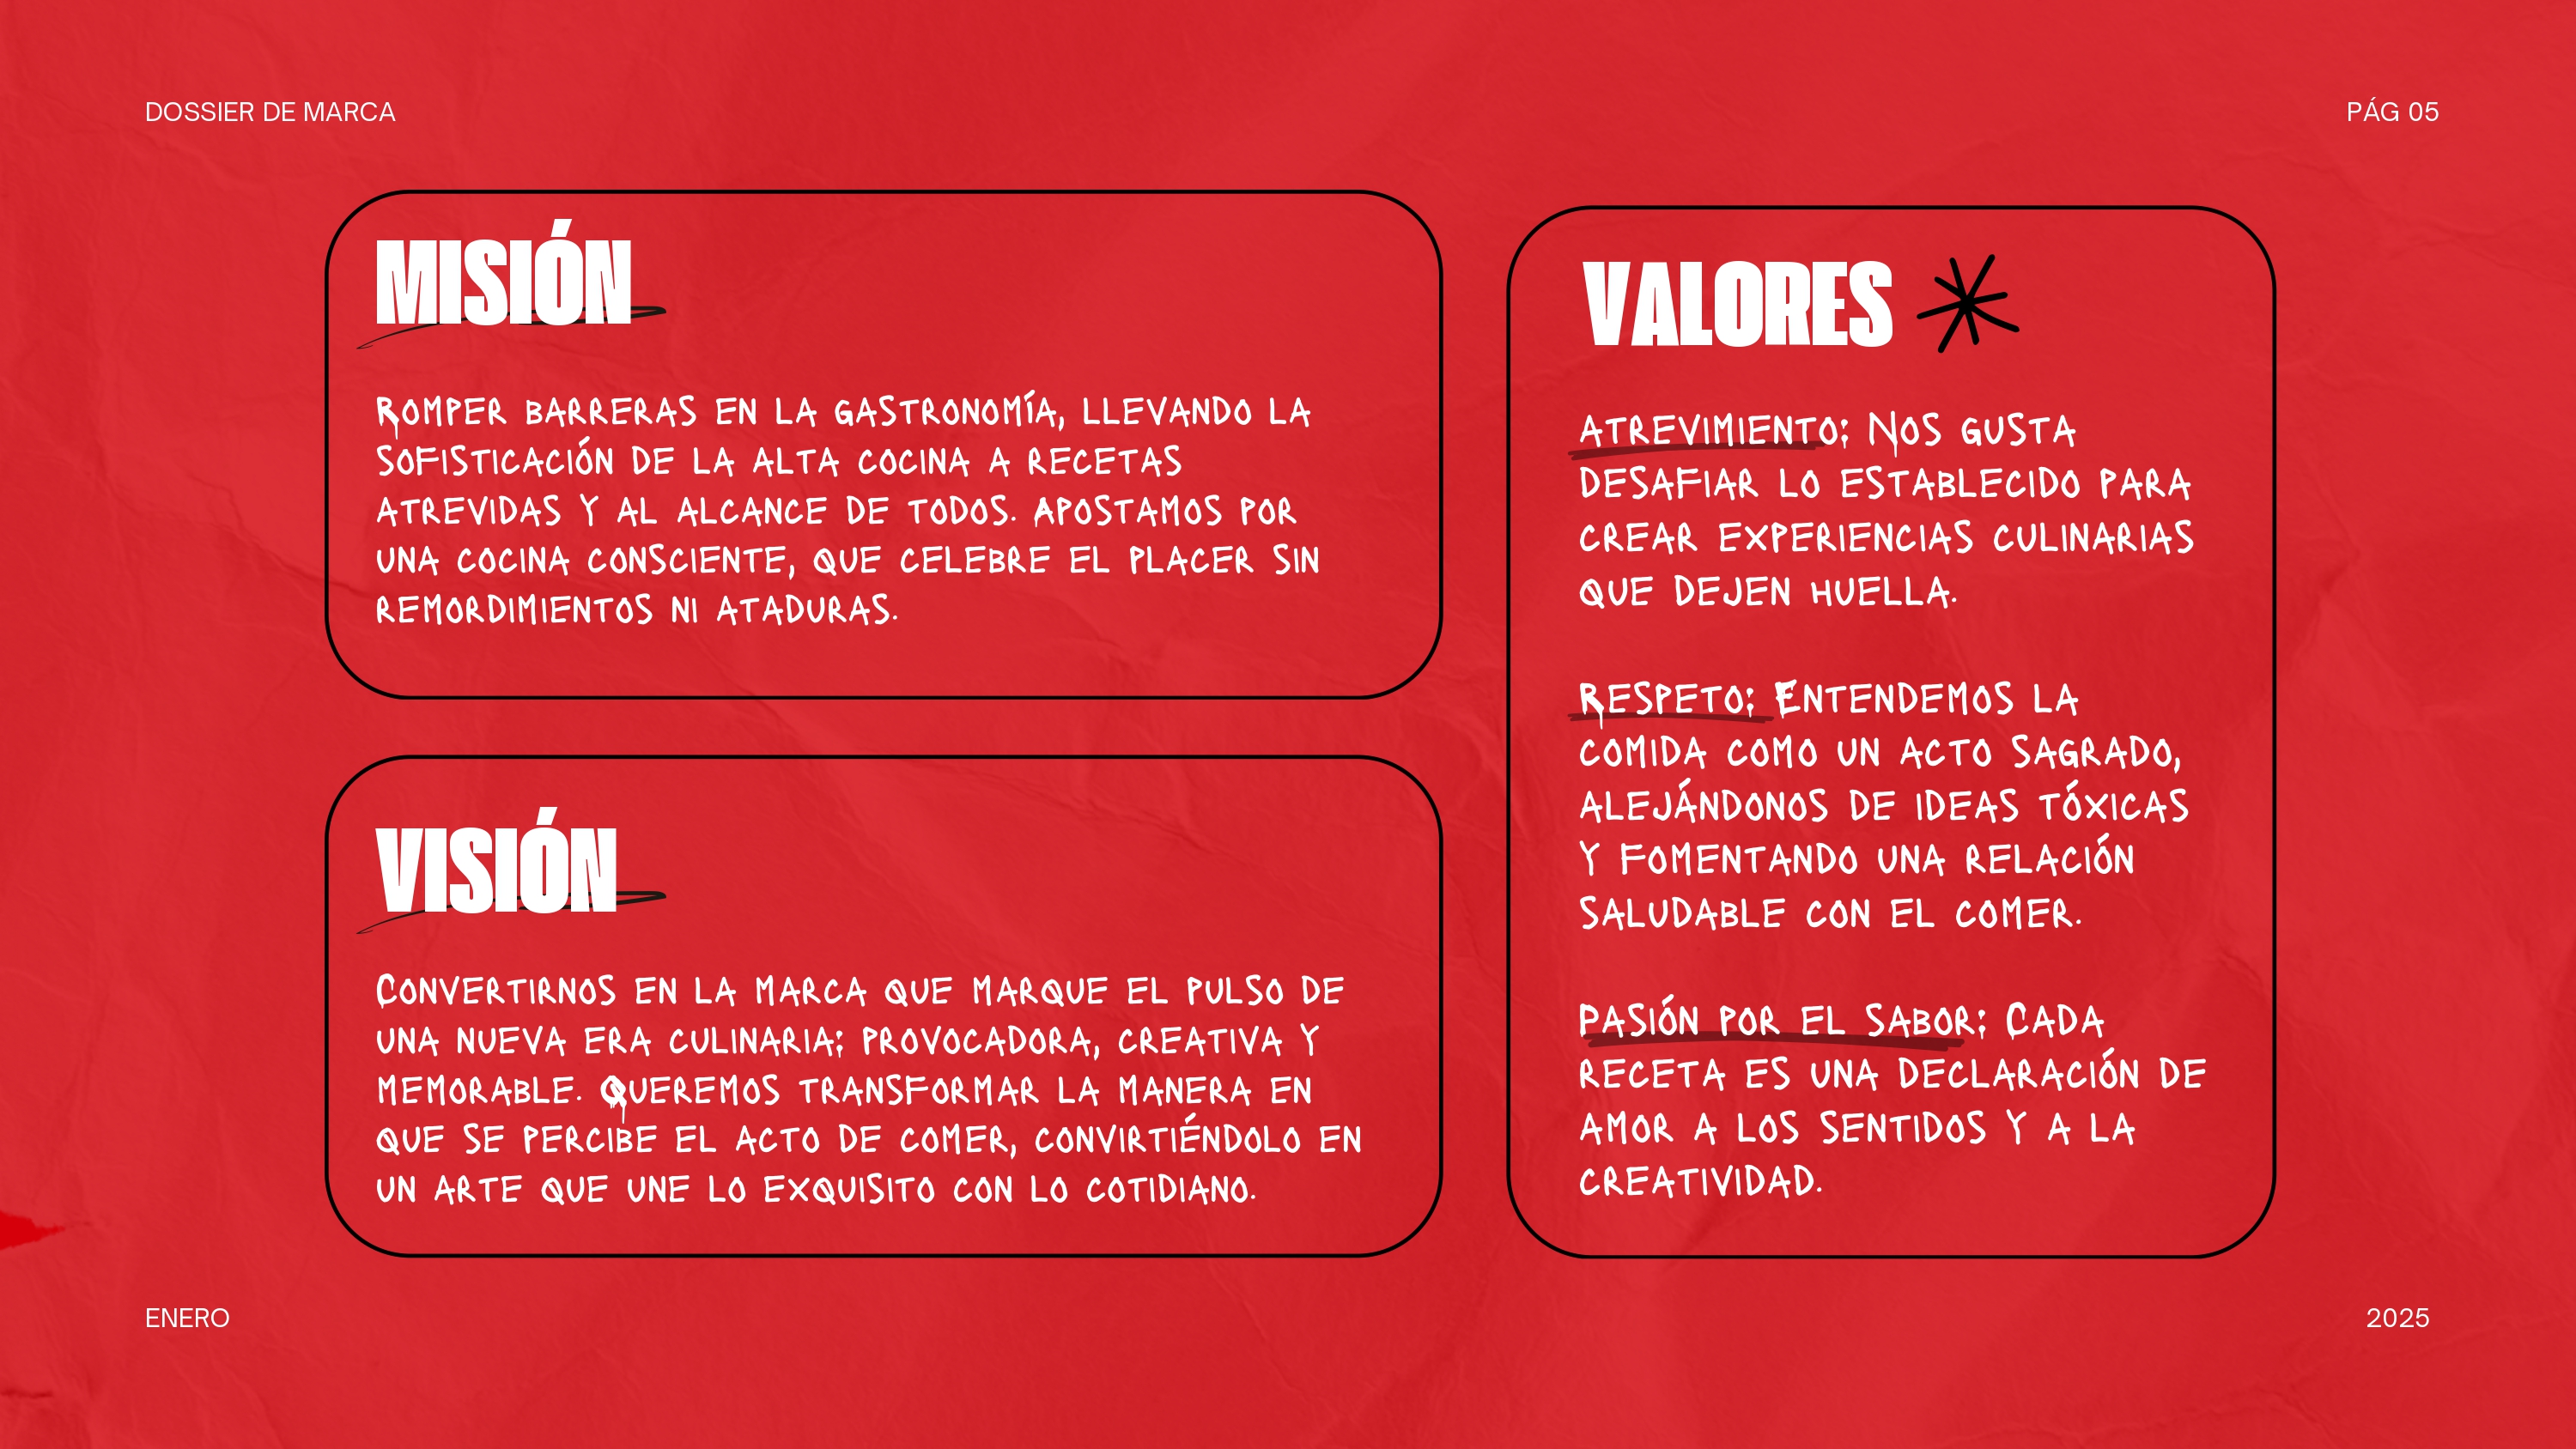 DOSSIER DE MARCA
PÁG 05
MISIÓN
Romper barreras en la gastronomía, llevando la
sofisticación de la alta cocina a recetas
atrevidas y al alcance de todos. Apostamos por
una cocina consciente, que celebre el placer sin
remordimientos ni ataduras.
VISIÓN
Convertirnos en la marca que marque el pulso de
una nueva era culinaria: provocadora, creativa y
memorable. Queremos transformar la manera en
que se percibe el acto de comer, convirtiéndolo en
un arte que une lo exquisito con lo cotidiano.
VALORES
atrevimiento: Nos gusta
desafiar lo establecido para
crear experiencias culinarias
que dejen huella.
Respeto: Entendemos la
comida como un acto sagrado,
alejándonos de ideas tóxicas
y fomentando una relación
saludable con el comer.
Pasión por el sabor: Cada
receta es una declaración de
amor a los sentidos y a la
creatividad.
ENERO
2025